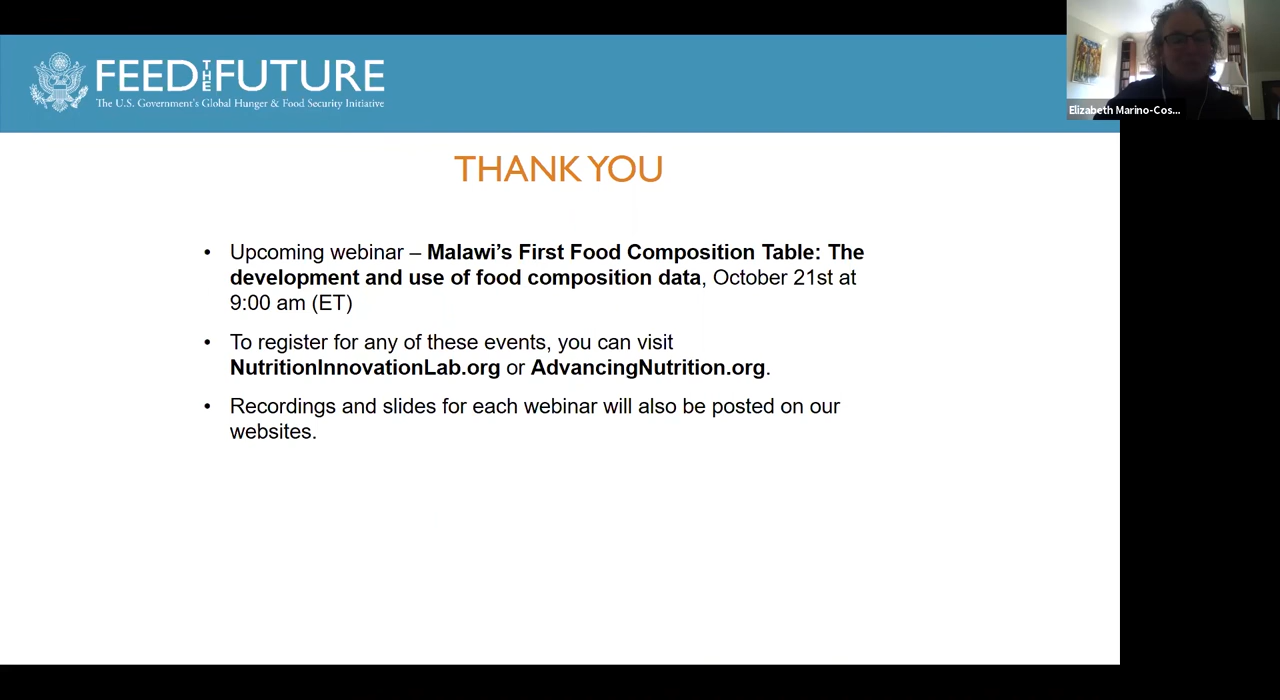 FEED THE FUTURE
The U.S. Government's Global Hunger & Food Security Initiative
Elizabeth Marino-Cos...
THANK YOU
• Upcoming webinar – Malawi’s First Food Composition Table: The
development and use of food composition data, October 21st at
9:00 am (ET)
• To register for any of these events, you can visit
NutritionInnovationLab.org or AdvancingNutrition.org.
• Recordings and slides for each webinar will also be posted on our
websites.